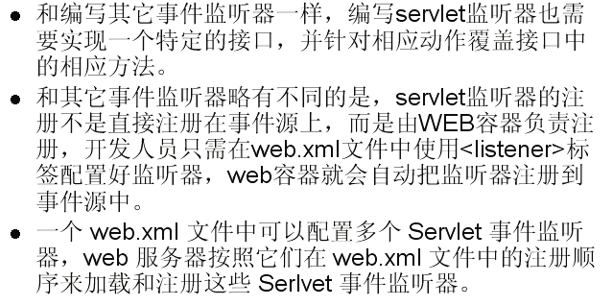 • 和编写其它事件监听器一样，编写servlet监听器也需
要实现一个特定的接口，并针对相应动作覆盖接口中
的相应方法。
• 和其它事件监听器略有不同的是，servlet监听器的注
册不是直接注册在事件源上，而是由WEB容器负责注
册，开发人员只需在web.xml文件中使用<listener>标
签配置好监听器，web容器就会自动把监听器注册到
事件源中。
• 一个 web.xml 文件中可以配置多个 Servlet 事件监听
器，web 服务器按照它们在 web.xml 文件中的注册顺
序来加载和注册这些 Serlvet 事件监听器。